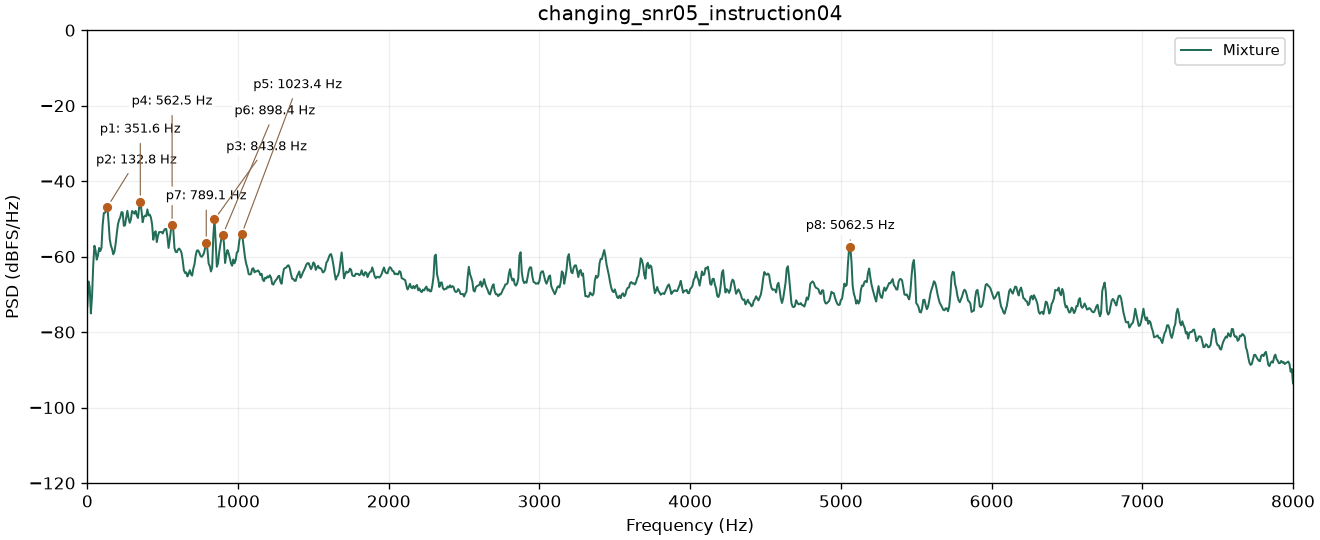 changing_snr05_instruction04
Mixture
p5: 1023.4 Hz
p4: 562.5 Hz
p6: 898.4 Hz
p1: 351.6 Hz
p3: 843.8 Hz
p2: 132.8 Hz
p7: 789.1 Hz
p8: 5062.5 Hz
PSD (dBFS/Hz)
0
−20
−40
−60
−80
−100
−120
0 1000 2000 3000 4000 5000 6000 7000 8000
Frequency (Hz)